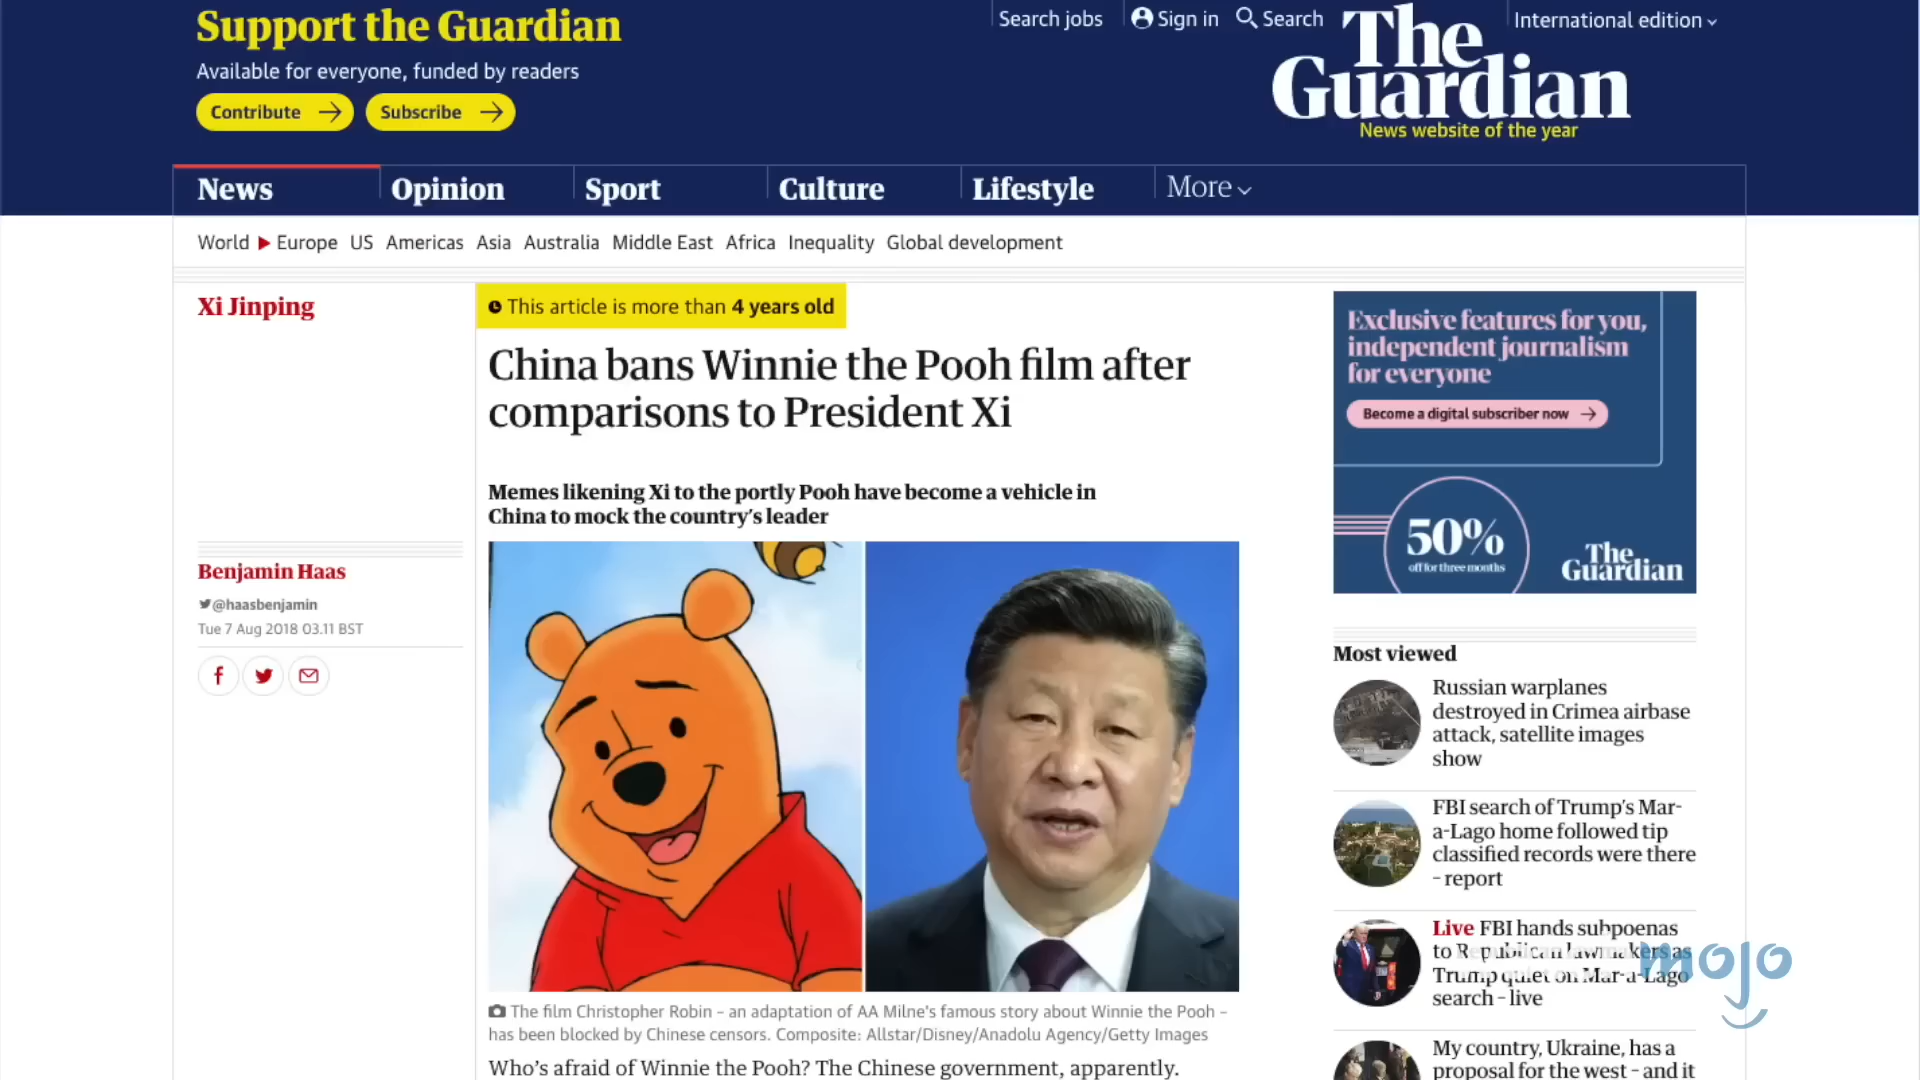 Support the Guardian
Available for everyone, funded by readers
Contribute
Subscribe
Search jobs
Sign in
Search
International edition
The
Guardian
News website of the year
News
Opinion
Sport
Culture
Lifestyle
More
World
Europe
US
Americas
Asia
Australia
Middle East
Africa
Inequality
Global development
Xi Jinping
This article is more than 4 years old
China bans Winnie the Pooh film after
comparisons to President Xi
Memes likening Xi to the portly Pooh have become a vehicle in
China to mock the country's leader
Benjamin Haas
@haasbenjamin
Tue 7 Aug 2018 03.11 BST
The film Christopher Robin – an adaptation of AA Milne's famous story about Winnie the Pooh –
has been blocked by Chinese censors. Composite: Allstar/Disney/Anadolu Agency/Getty Images
Who's afraid of Winnie the Pooh? The Chinese government, apparently.
Exclusive features for you,
independent journalism
for everyone
Become a digital subscriber now
50%
off for three months
The
Guardian
Most viewed
Russian warplanes
destroyed in Crimea airbase
attack, satellite images
show
FBI search of Trump's Mar-
a-Lago home followed tip
classified records were there
– report
Live FBI hands subpoenas
to Republican lawmakers as
Trump quiet on Mar-a-Lago
search – live
My country, Ukraine, has a
proposal for the west – and it
mojo